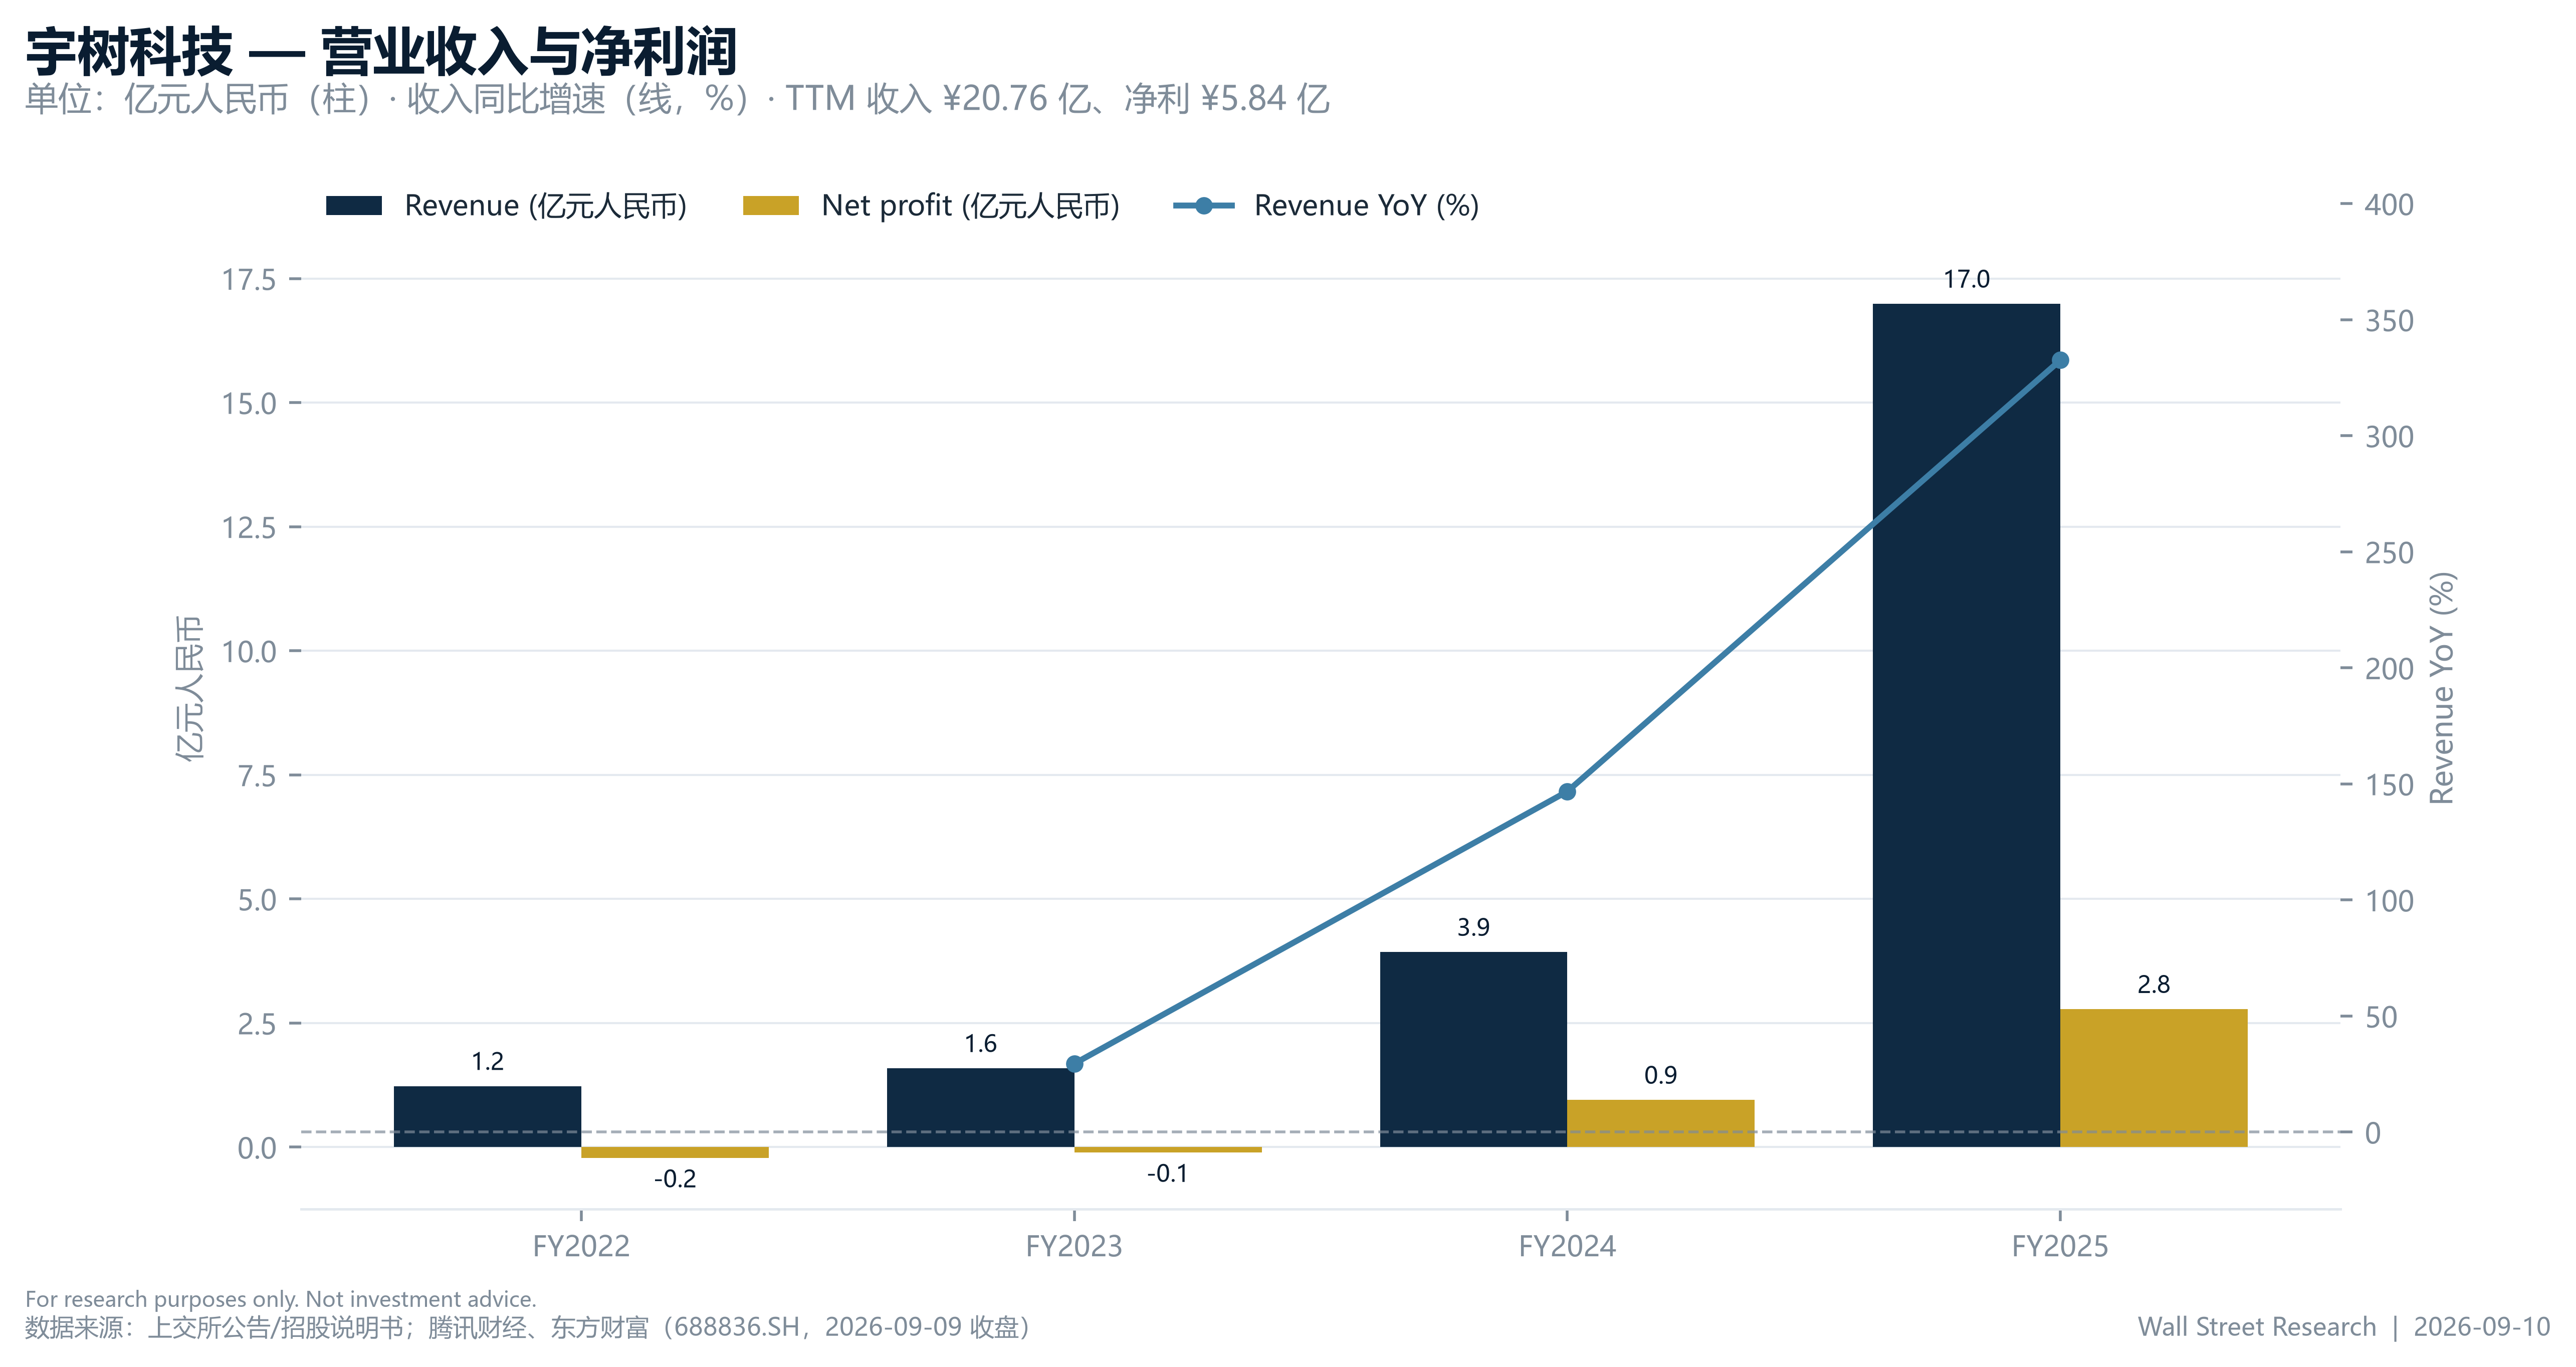 宇树科技 — 营业收入与净利润
单位：亿元人民币（柱）· 收入同比增速（线，%）· TTM 收入 ¥20.76 亿、净利 ¥5.84 亿
Revenue (亿元人民币)
Net profit (亿元人民币)
Revenue YoY (%)
亿元人民币
17.5
15.0
12.5
10.0
7.5
5.0
2.5
0.0
1.2
-0.2
1.6
-0.1
3.9
0.9
17.0
2.8
400
350
300
250
200
150
100
50
0
Revenue YoY (%)
FY2022
FY2023
FY2024
FY2025
For research purposes only. Not investment advice.
数据来源：上交所公告/招股说明书；腾讯财经、东方财富（688836.SH，2026-09-09 收盘）
Wall Street Research | 2026-09-10